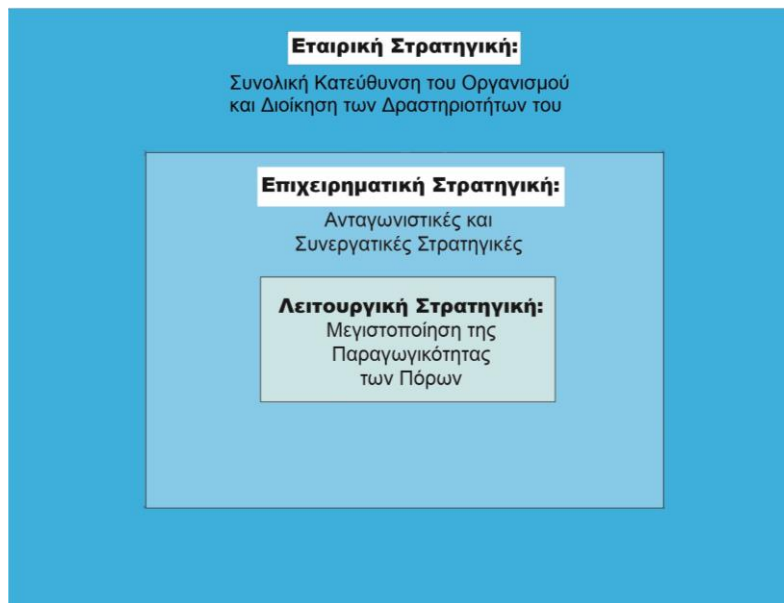 Εταιρική Στρατηγική:
Συνολική Κατεύθυνση του Οργανισμού
και Διοίκηση των Δραστηριοτήτων του
Επιχειρηματική Στρατηγική:
Ανταγωνιστικές και
Συνεργατικές Στρατηγικές
Λειτουργική Στρατηγική:
Μεγιστοποίηση της
Παραγωγικότητας
των Πόρων